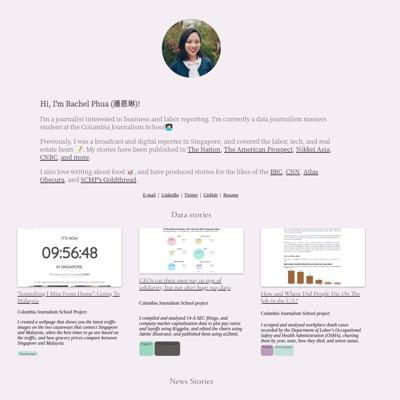 Hi, I'm Rachel Phua (潘恩琳)!
I'm a journalist interested in business and labor reporting. I'm currently a data journalism masters
student at the Columbia Journalism School
Previously, I was a broadcast and digital reporter in Singapore, and covered the labor, tech, and real
estate beats 📝. My stories have been published in The Nation, The American Prospect, Nikkei Asia,
CNBC, and more.
I also love writing about food 🥡, and have produced stories for the likes of the BBC, CNN, Atlas
Obscura, and SCMP's Goldthread.
E-mail | LinkedIn | Twitter | GitHub | Resume
Data stories
IT'S NOW
09:56:48
IN SINGAPORE.
"Something I Miss From Home": Going To
Malaysia
Columbia Journalism School Project
I created a webpage that shows you the latest traffic
images on the two causeways that connect Singapore
and Malaysia, when the best times to go are based on
the traffic, and how grocery prices compare between
Singapore and Malaysia.
CEOs cut their own pay in sign of
solidarity, but not after huge pay days
Columbia Journalism School project
I compiled and analyzed 14-A SEC filings, and
company market capitalization data to plot pay ratios
and layoffs using Rggplot, and edited the charts using
Adobe Illustrator, and published them using ai2html.
How and Where Did People Die On The
Job in the U.S?
Columbia Journalism School project
I scraped and analyzed workplace death cases
recorded by the Department of Labor's Occupational
Safety and Health Administration (OSHA), charting
them by year, state, how they died, and union status.
News Stories